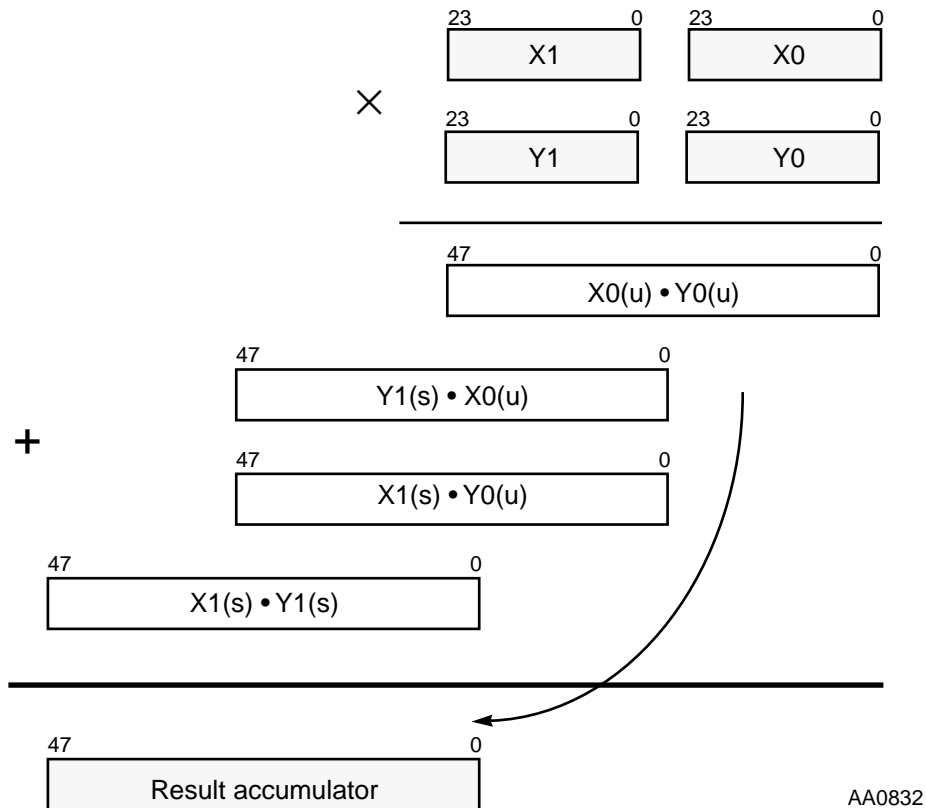 23 0 23 0
X1 X0
×
23 0 23 0
Y1 Y0
47 0
X0(u) • Y0(u)
47 0
Y1(s) • X0(u)
+
47 0
X1(s) • Y0(u)
47 0
X1(s) • Y1(s)
47 0
Result accumulator
AA0832